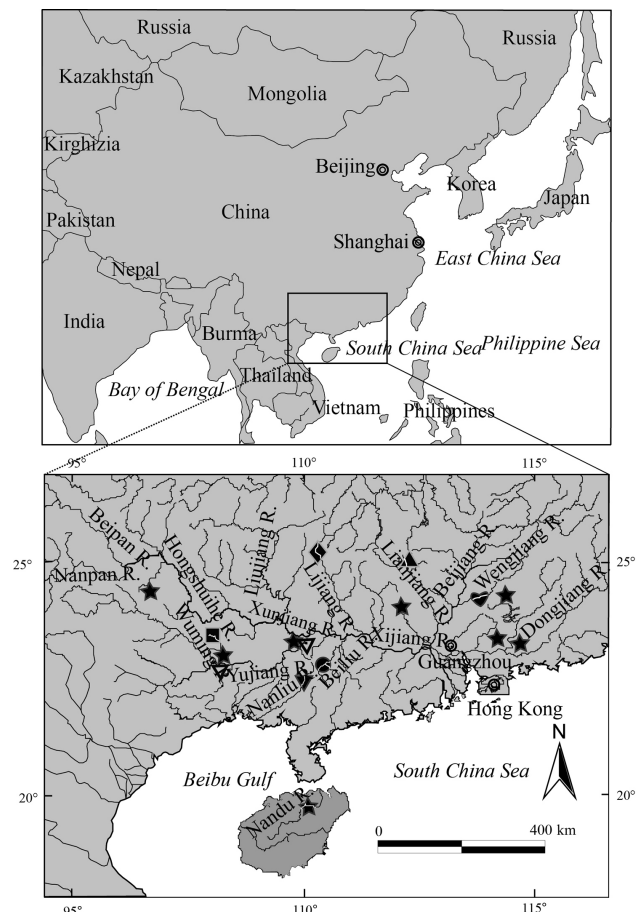 Russia
Russia
Kazakhstan
Mongolia
Kirghizia
Beijing
Korea
Japan
China
Pakistan
Shanghai
East China Sea
Nepal
India
Burma
South China Sea
Philippine Sea
Thailand
Bay of Bengal
Vietnam
Philippines
95°
110°
115°
Beipan R.
Hongshuihe R.
Liujiang R.
Lijiang R.
Lianjiang R.
Beijiang R.
Wengjiang R.
25°
25°
Nanpan R.
Xunjiang R.
Xijiang R.
Dongjiang R.
Yujiang R.
Beiliu R.
Nanliu
Guangzhou
Hong Kong
N
Beibu Gulf
South China Sea
20°
20°
Nandu R.
0
400 km
95°
110°
115°